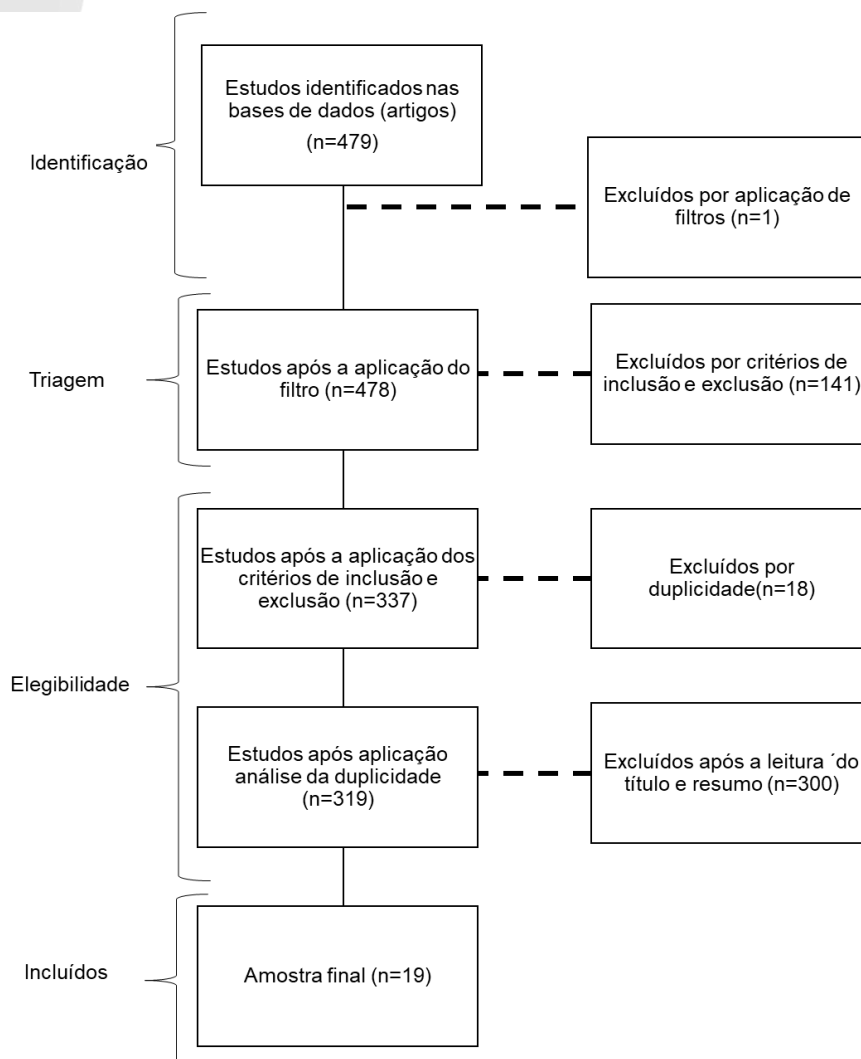 Estudos identificados nas
bases de dados (artigos)
(n=479)
Identificação
Excluídos por aplicação de
filtros (n=1)
Estudos após a aplicação do
filtro (n=478)
Excluídos por critérios de
inclusão e exclusão (n=141)
Triagem
Estudos após a aplicação dos
critérios de inclusão e
exclusão (n=337)
Excluídos por
duplicidade(n=18)
Elegibilidade
Estudos após aplicação
análise da duplicidade
(n=319)
Excluídos após a leitura ´do
título e resumo (n=300)
Incluídos
Amostra final (n=19)